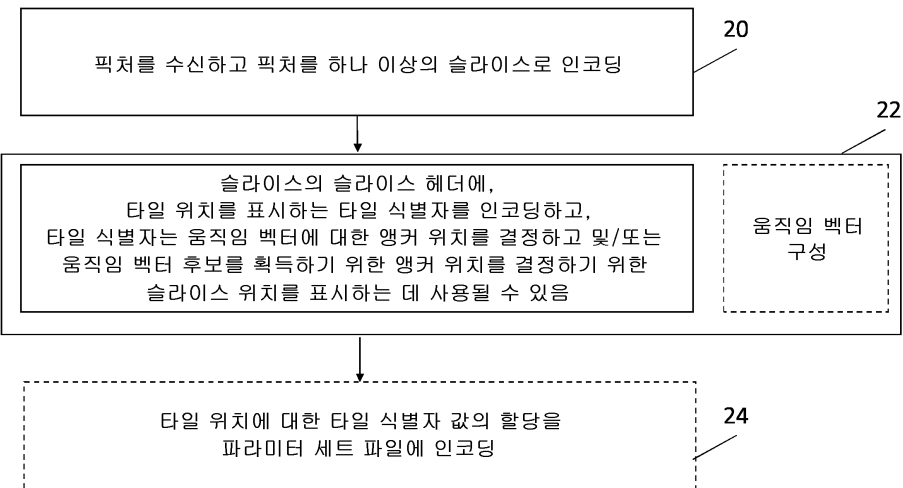 20
픽처를 수신하고 픽처를 하나 이상의 슬라이스로 인코딩
22
슬라이스의 슬라이스 헤더에,
타일 위치를 표시하는 타일 식별자를 인코딩하고,
타일 식별자는 움직임 벡터에 대한 앵커 위치를 결정하고 및/또는
움직임 벡터 후보를 획득하기 위한 앵커 위치를 결정하기 위한
슬라이스 위치를 표시하는 데 사용될 수 있음
움직임 벡터
구성
24
타일 위치에 대한 타일 식별자 값의 할당을
파라미터 세트 파일에 인코딩